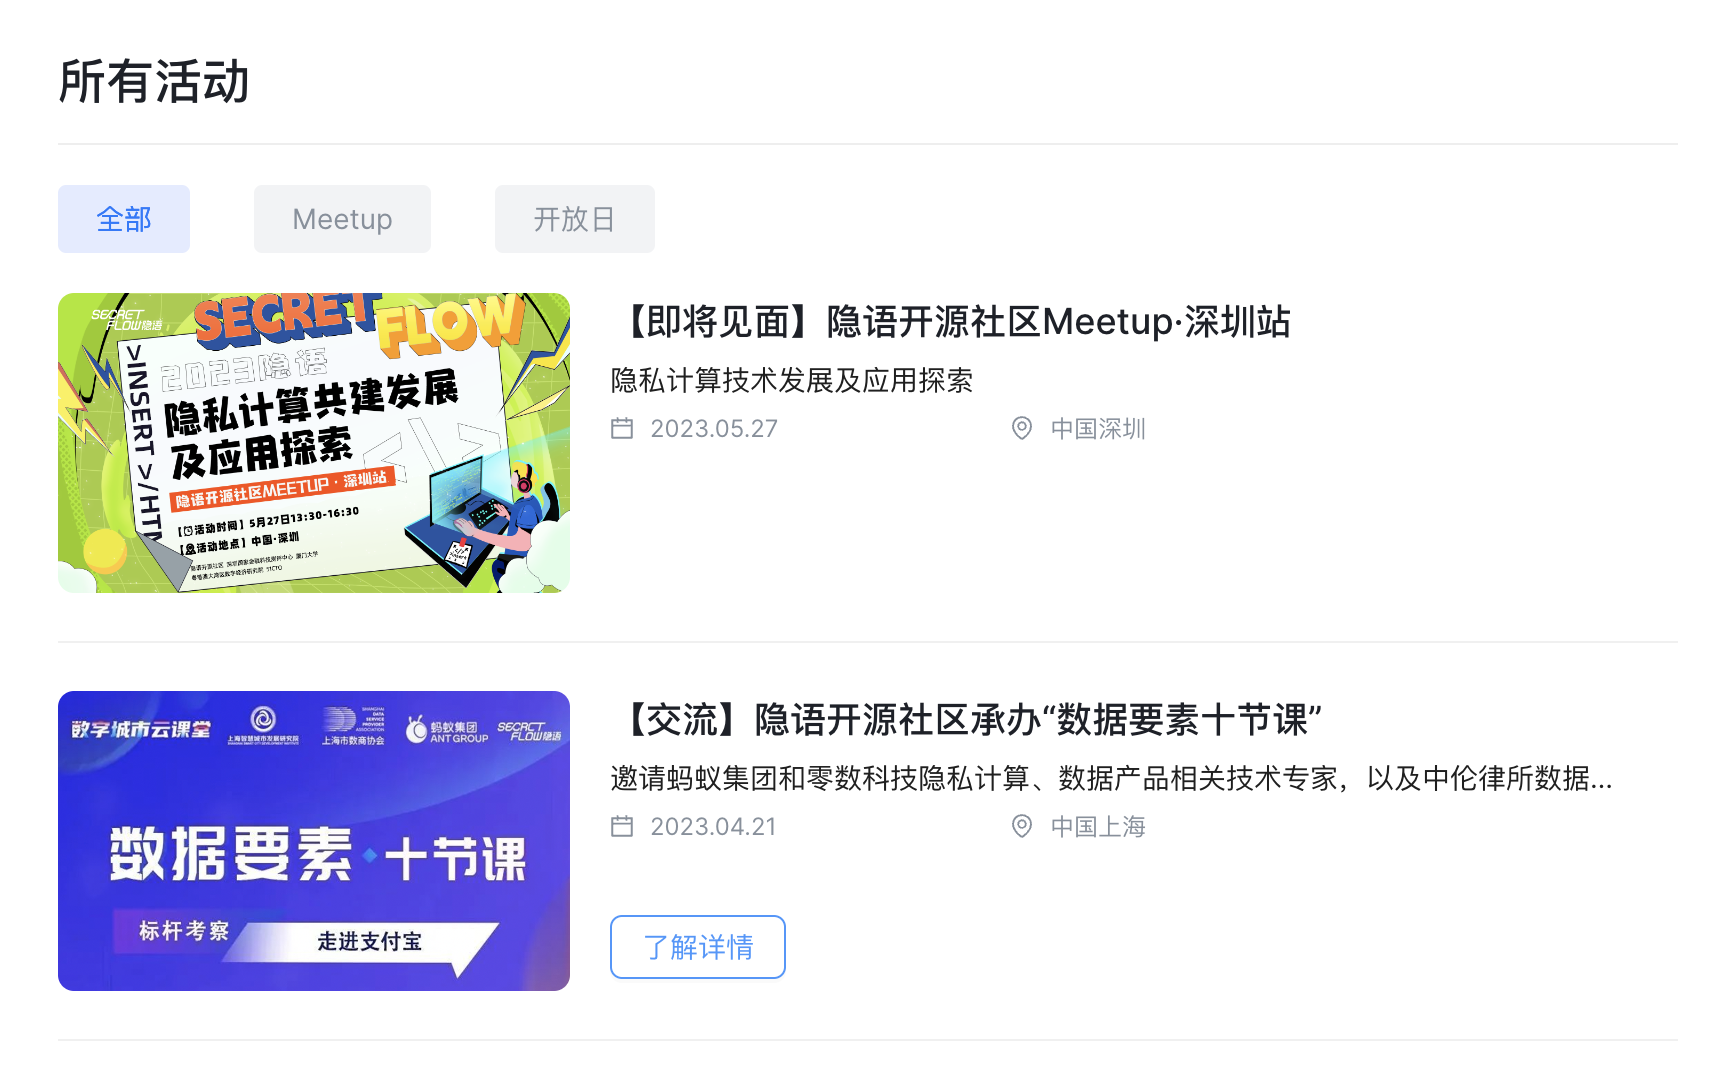 所有活动
全部
Meetup
开放日
SECRET
FLOW隐语
SECRET
FLOW
>INSERT >/HTM
2023隐语
隐私计算共建发展
及应用探索
隐语开源社区MEETUP · 深圳站
【活动时间】5月27日13:30-16:30
【活动地点】中国·深圳
【即将见面】隐语开源社区Meetup·深圳站
隐私计算技术发展及应用探索
2023.05.27
中国深圳
数字城市云课堂
上海智慧城市发展研究院
SHANGHAI
DATA
SERVICE
PROVIDER
ASSOCIATION
上海市数商协会
蚂蚁集团
ANT GROUP
SECRCT
FLOW隐语
数据要素·十节课
标杆考察
走进支付宝
【交流】隐语开源社区承办“数据要素十节课”
邀请蚂蚁集团和零数科技隐私计算、数据产品相关技术专家，以及中伦律所数据...
2023.04.21
中国上海
了解详情